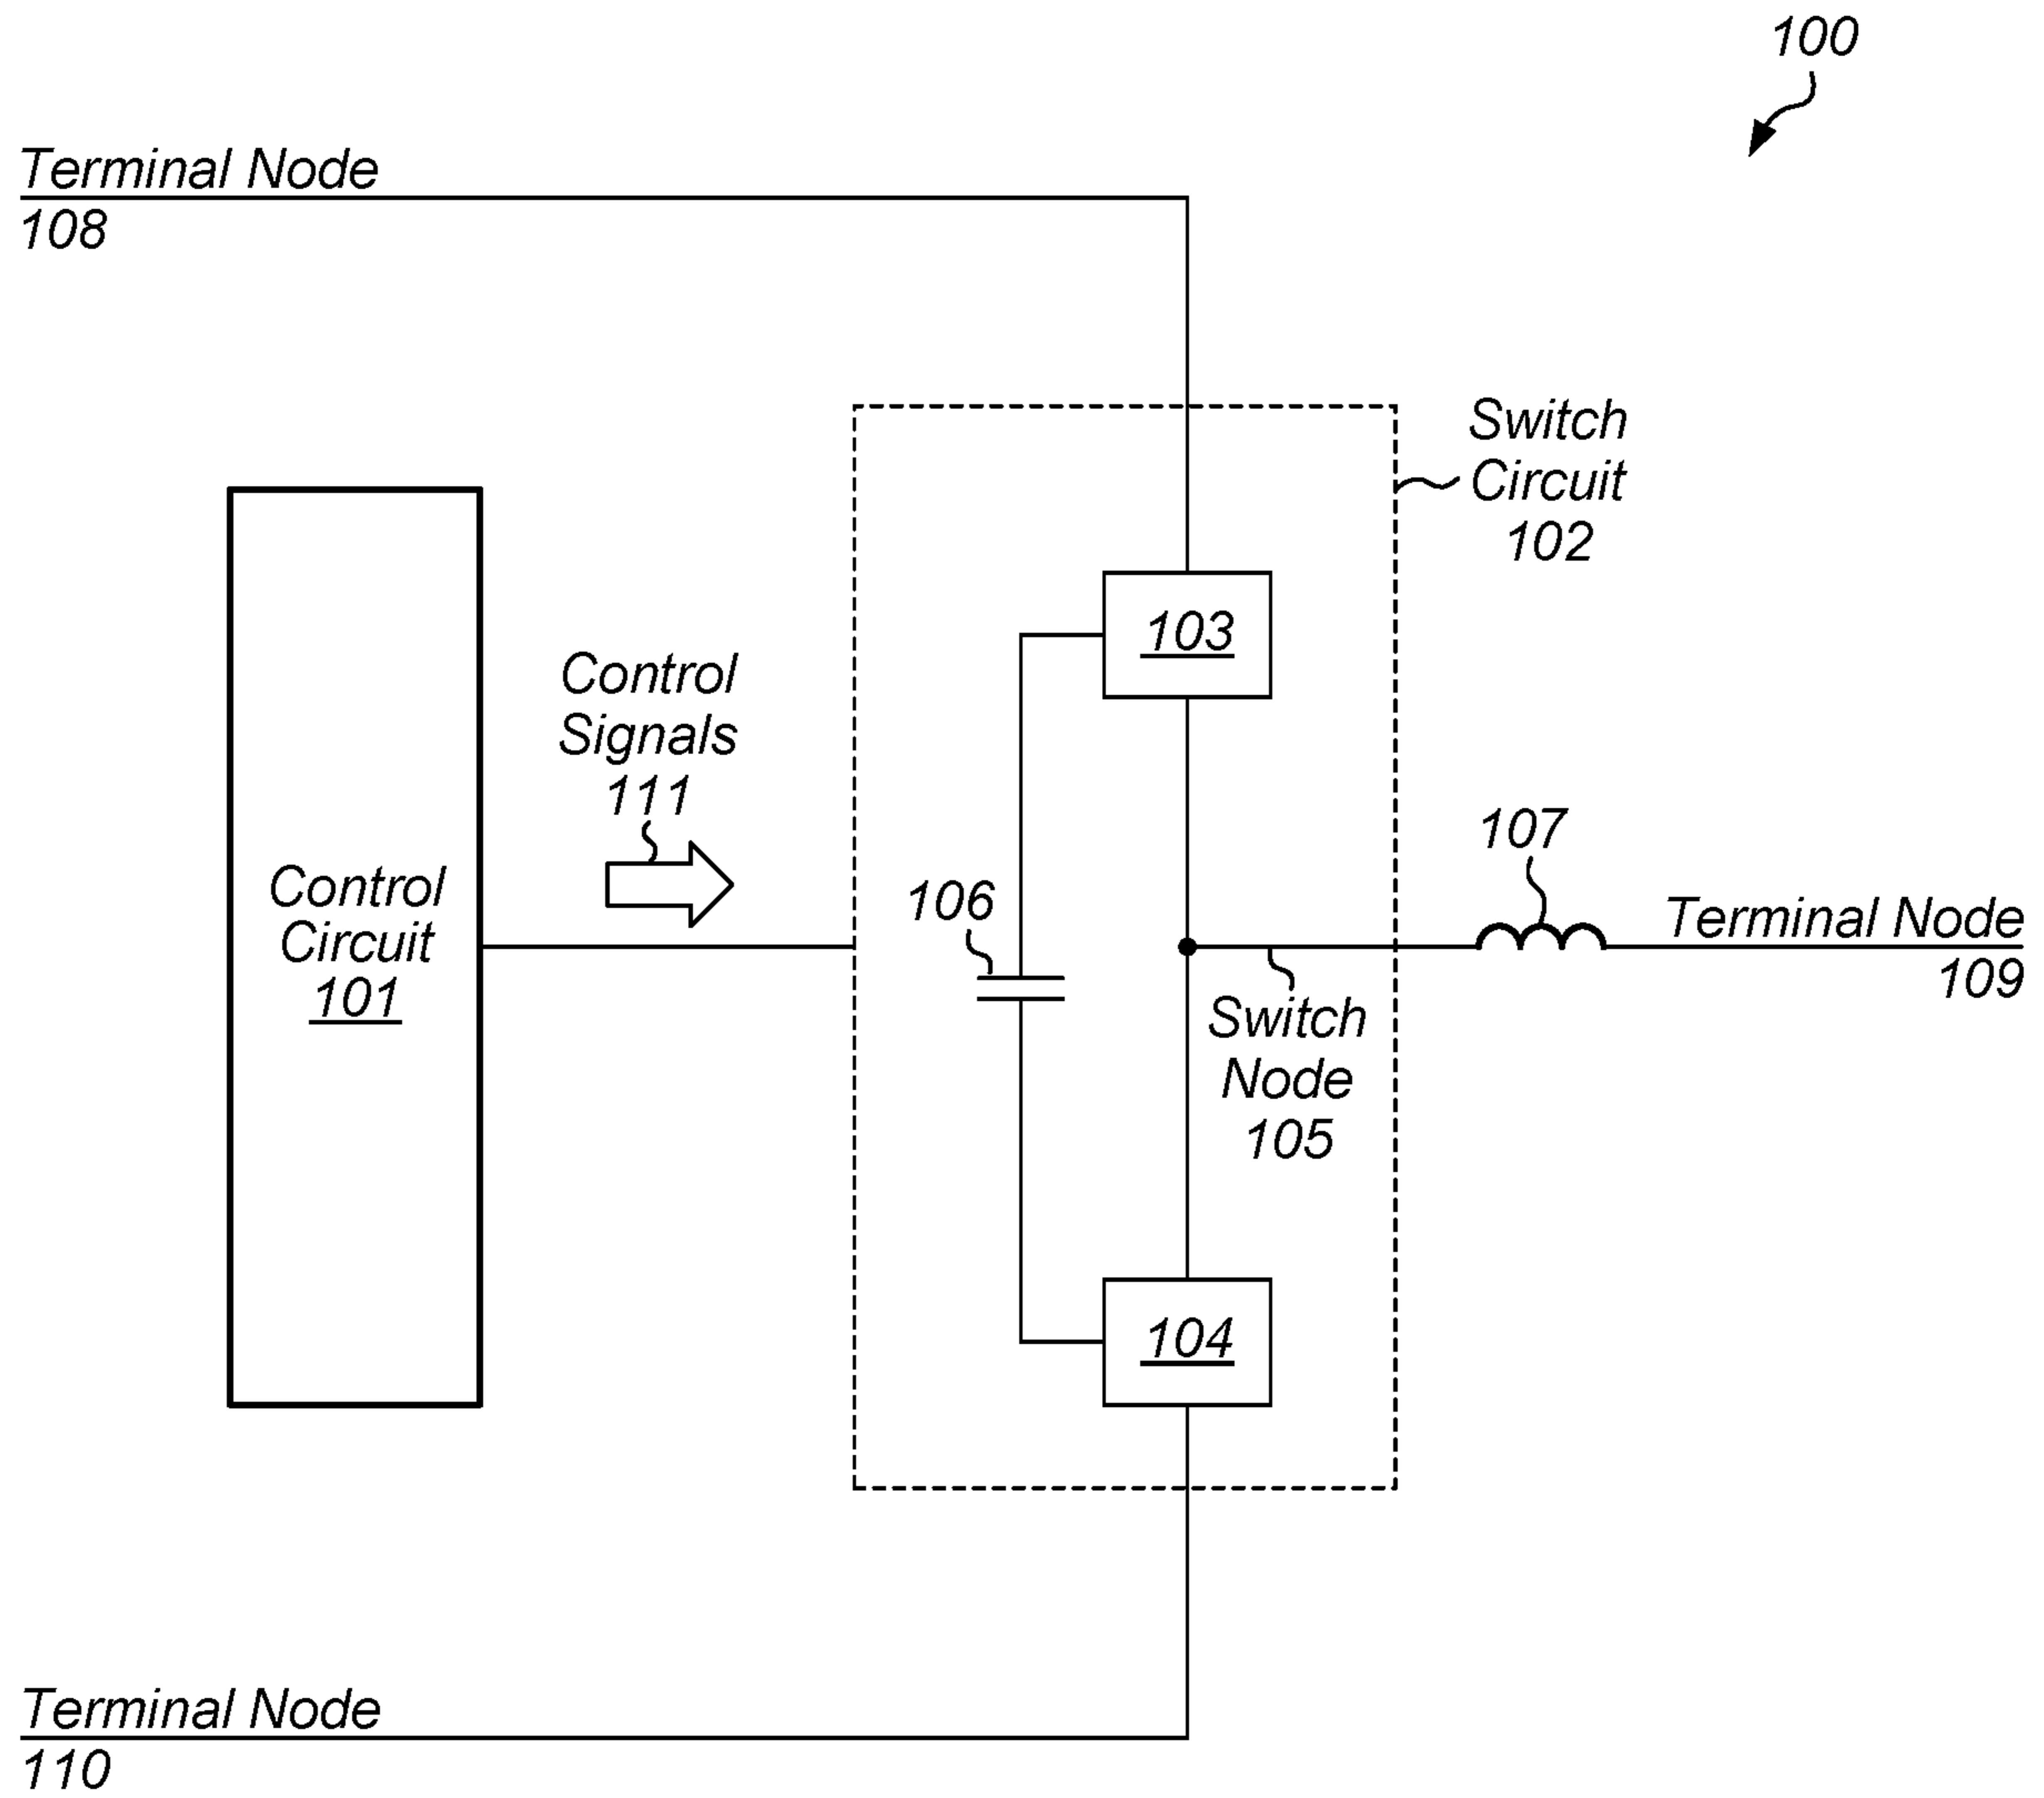 100
Terminal Node
108
Switch
Circuit
102
103
Control
Signals
111
107
Control
Circuit
101
106
Terminal Node
109
Switch
Node
105
104
Terminal Node
110